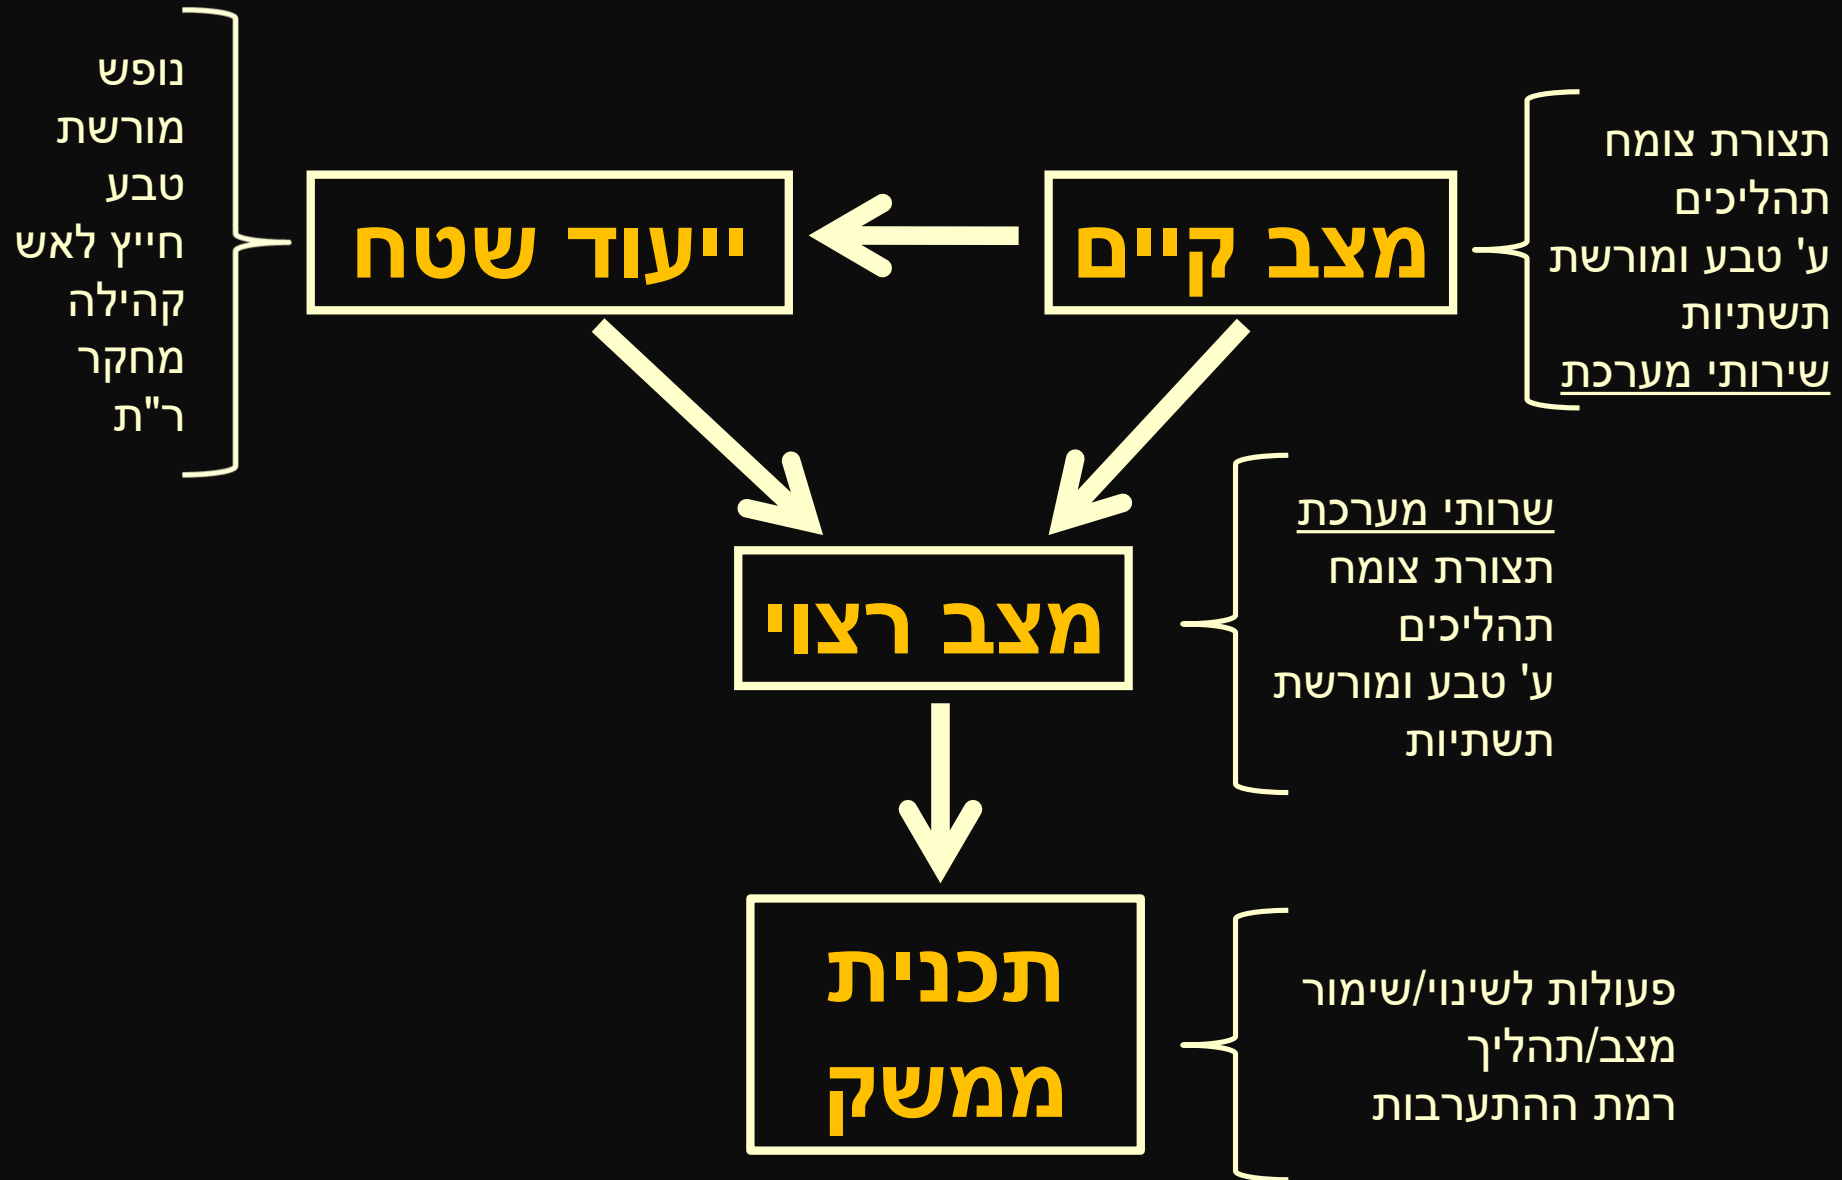 תצורת צומח
תהליכים
ע' טבע ומורשת
תשתיות
שירותי מערכת
מצב קיים
ייעוד שטח
נופש
מורשת
טבע
חייץ לאש
קהילה
מחקר
ר"ת
מצב רצוי
שרותי מערכת
תצורת צומח
תהליכים
ע' טבע ומורשת
תשתיות
תכנית
ממשק
פעולות לשינוי/שימור
מצב/תהליך
רמת ההתערבות